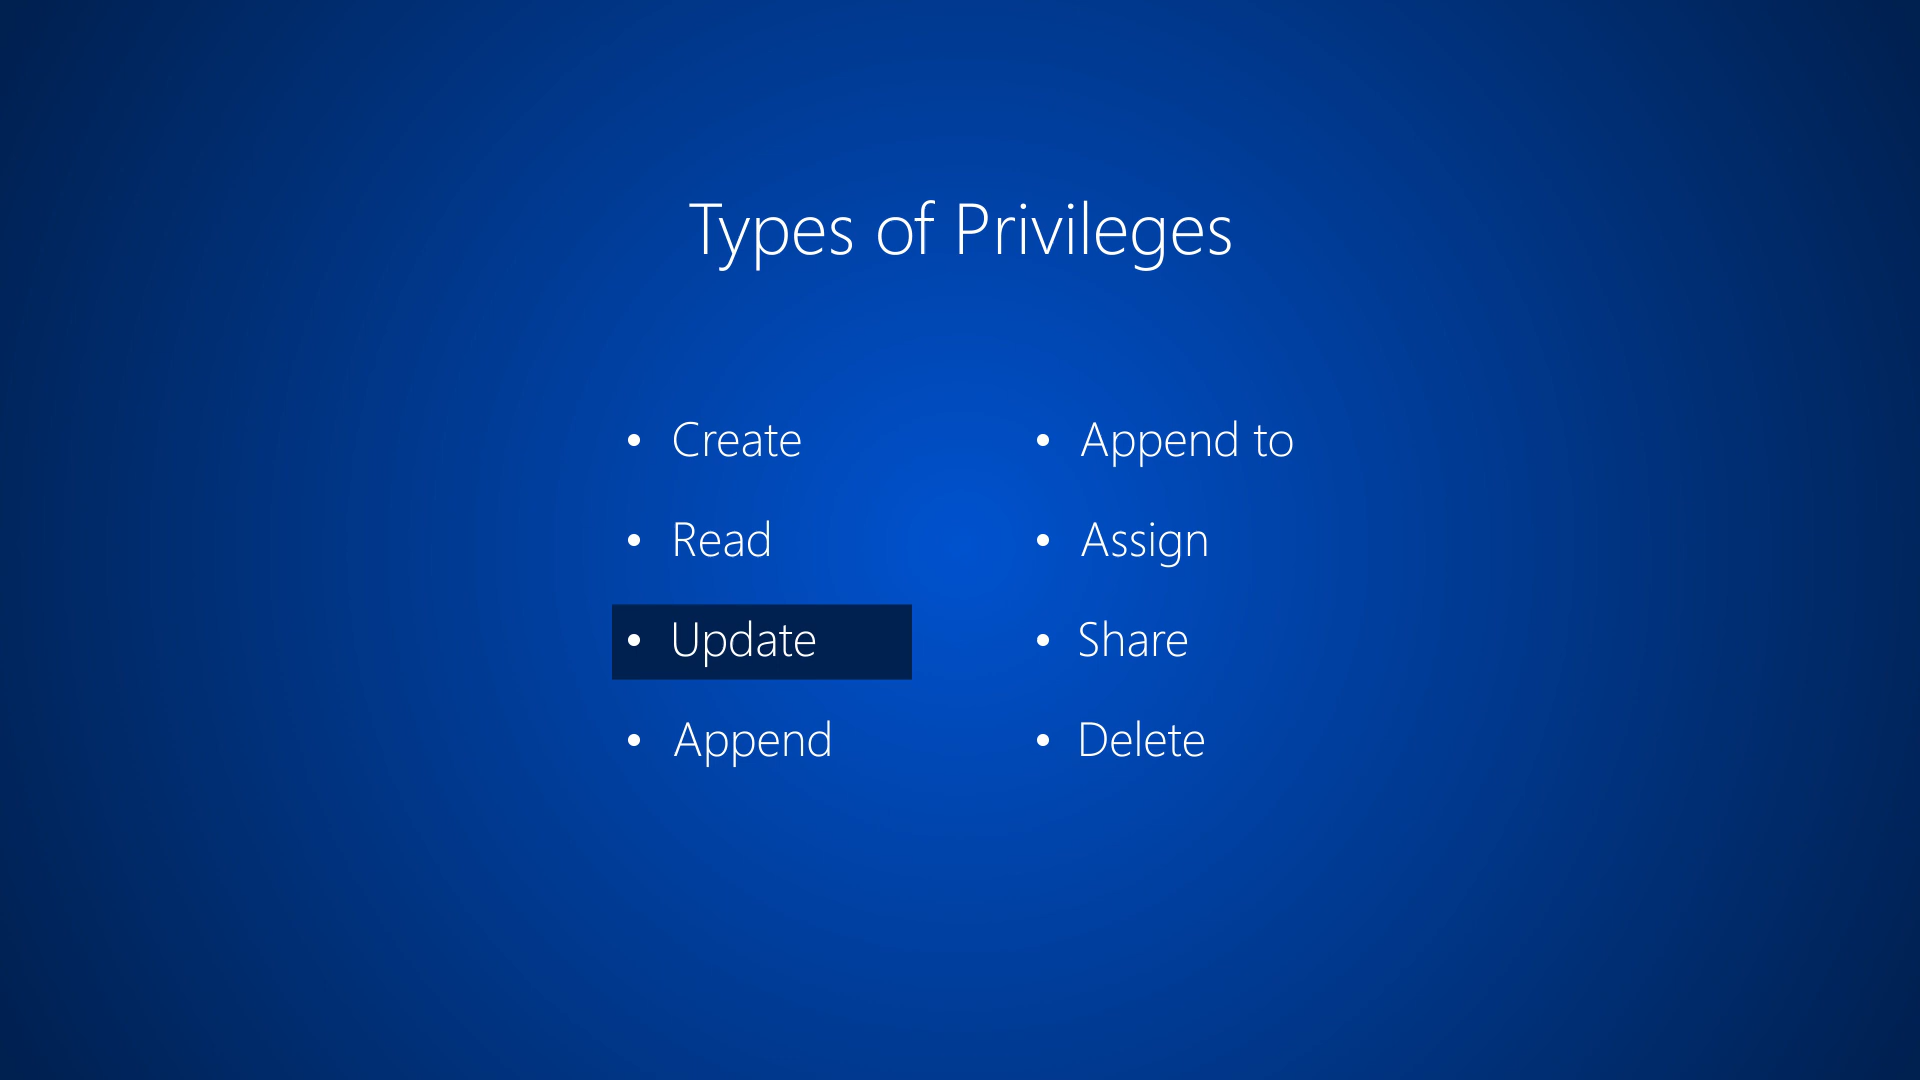 Types of Privileges
• Create
• Read
• Update
• Append
• Append to
• Assign
• Share
• Delete